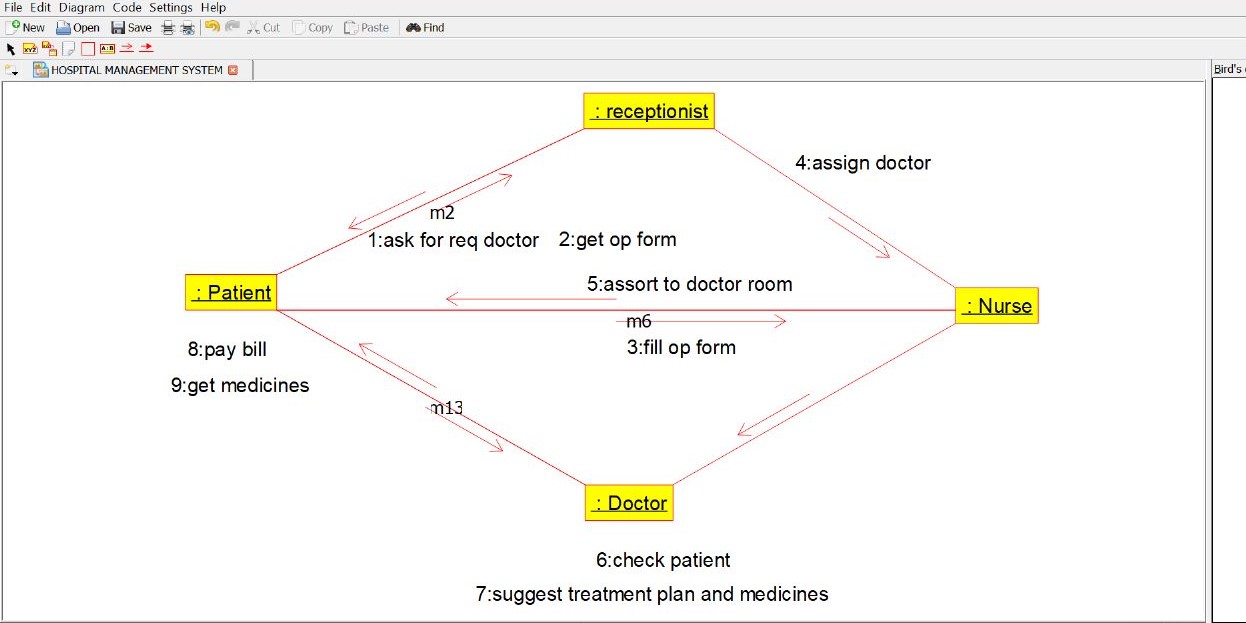 File Edit Diagram Code Settings Help
New Open Save Cut Copy Paste Find
HOSPITAL MANAGEMENT SYSTEM
Bird's
: receptionist
4:assign doctor
m2
1:ask for req doctor 2:get op form
5:assort to doctor room
: Patient
: Nurse
m6
3:fill op form
8:pay bill
9:get medicines
m13
: Doctor
6:check patient
7:suggest treatment plan and medicines